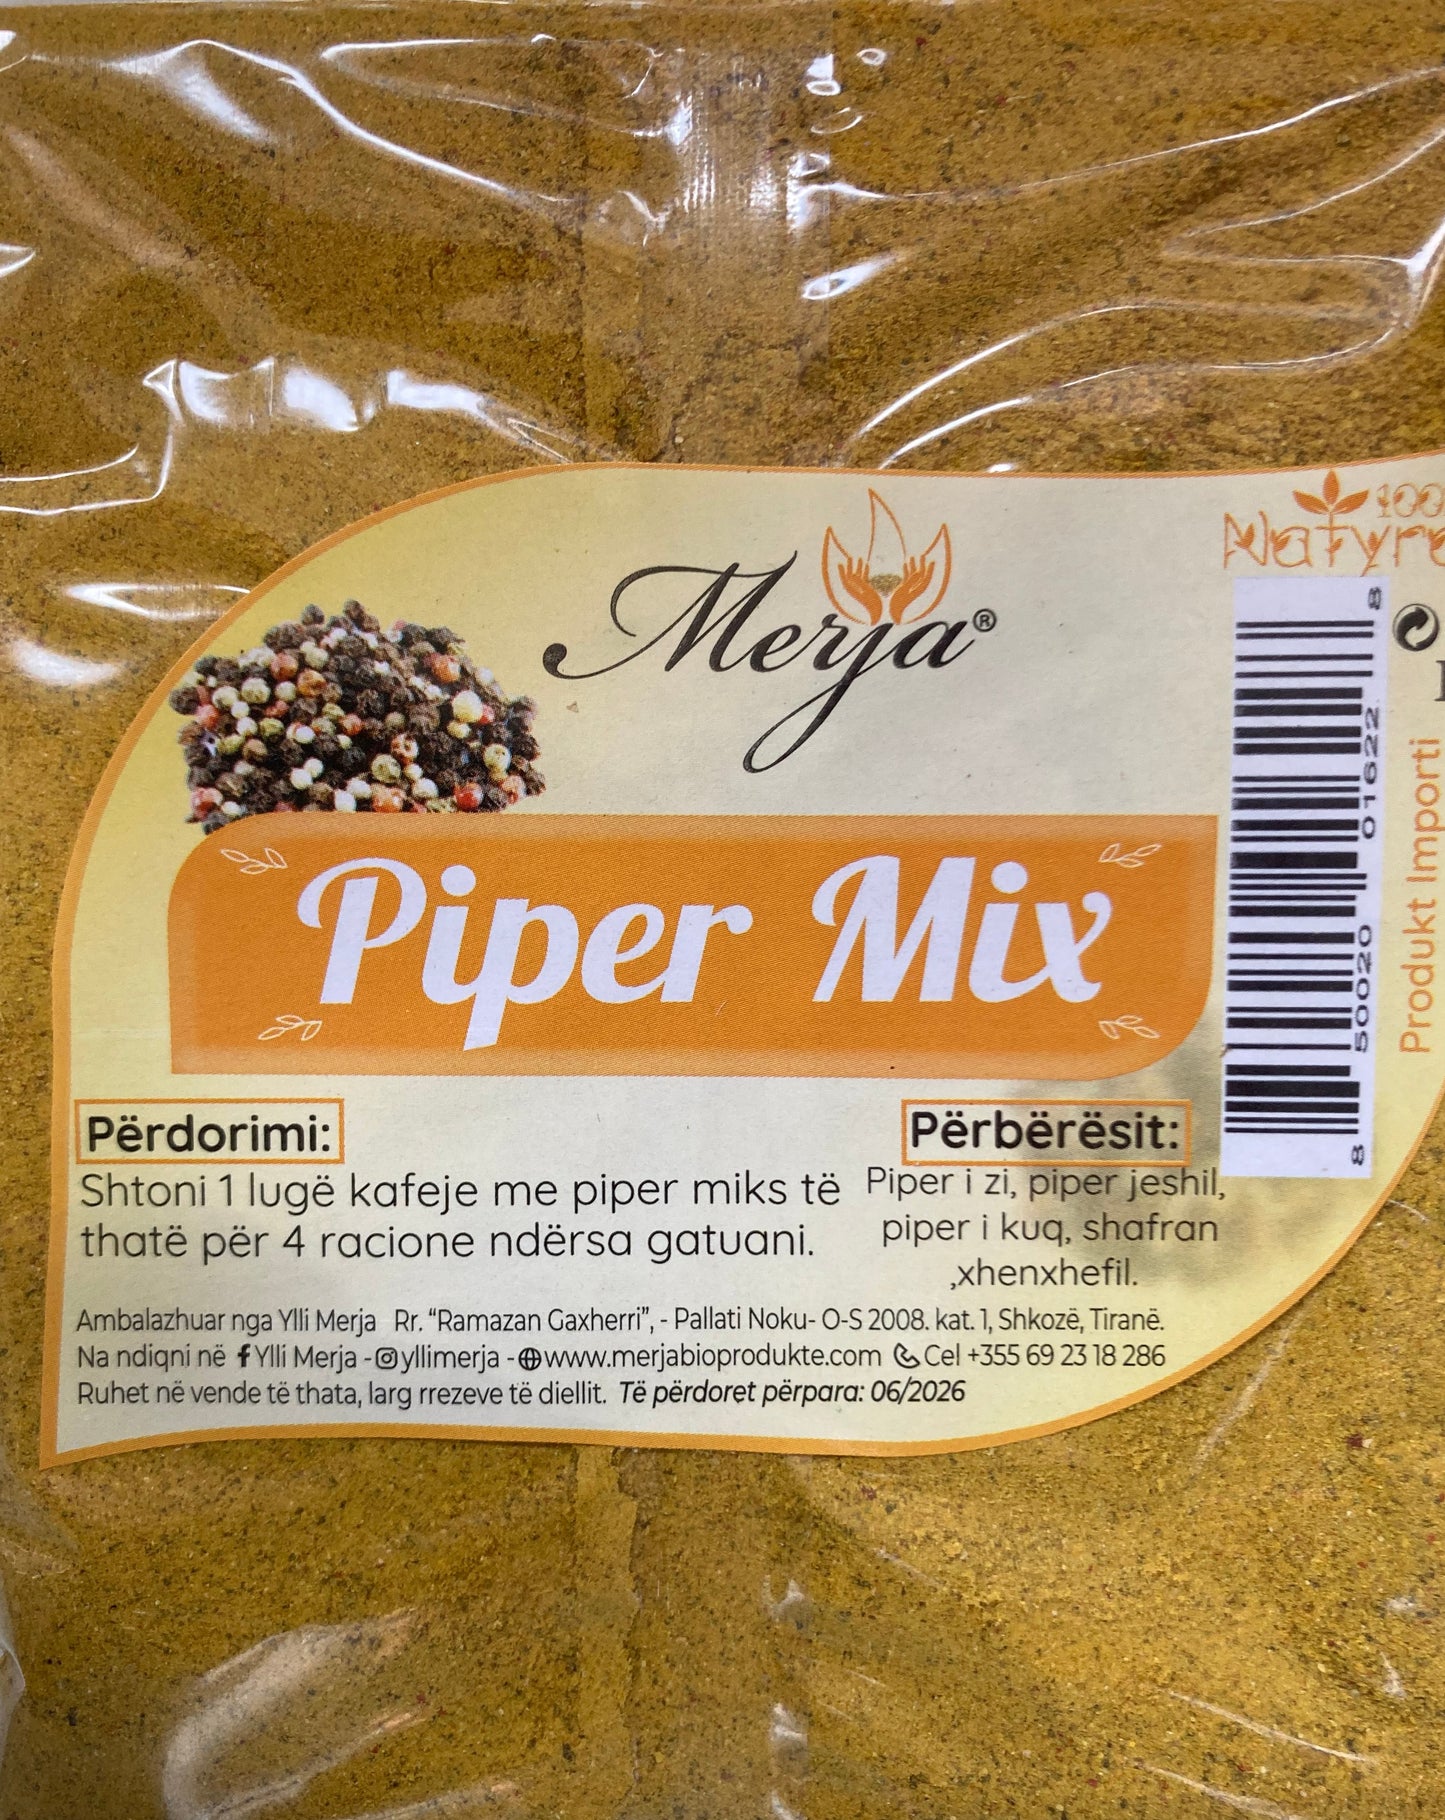 Merja®
100
Natyra
Piper Mix
Përdorimi:
Shtoni 1 lugë kafeje me piper miks të
thatë për 4 racione ndërsa gatuani.
Përbërësit:
Piper i zi, piper jeshil,
piper i kuq, shafran
,xhenxhefil.
Ambalazhuar nga Ylli Merja Rr. “Ramazan Gaxherri”, - Pallati Noku- O-S 2008. kat. 1, Shkozë, Tiranë.
Na ndiqni në Ylli Merja - yllimerja - www.merjabioprodukte.com Cel +355 69 23 18 286
Ruhet në vende të thata, larg rrezeve të diellit. Të përdoret përpara: 06/2026
8 50020 01622 8
Produkt Importi